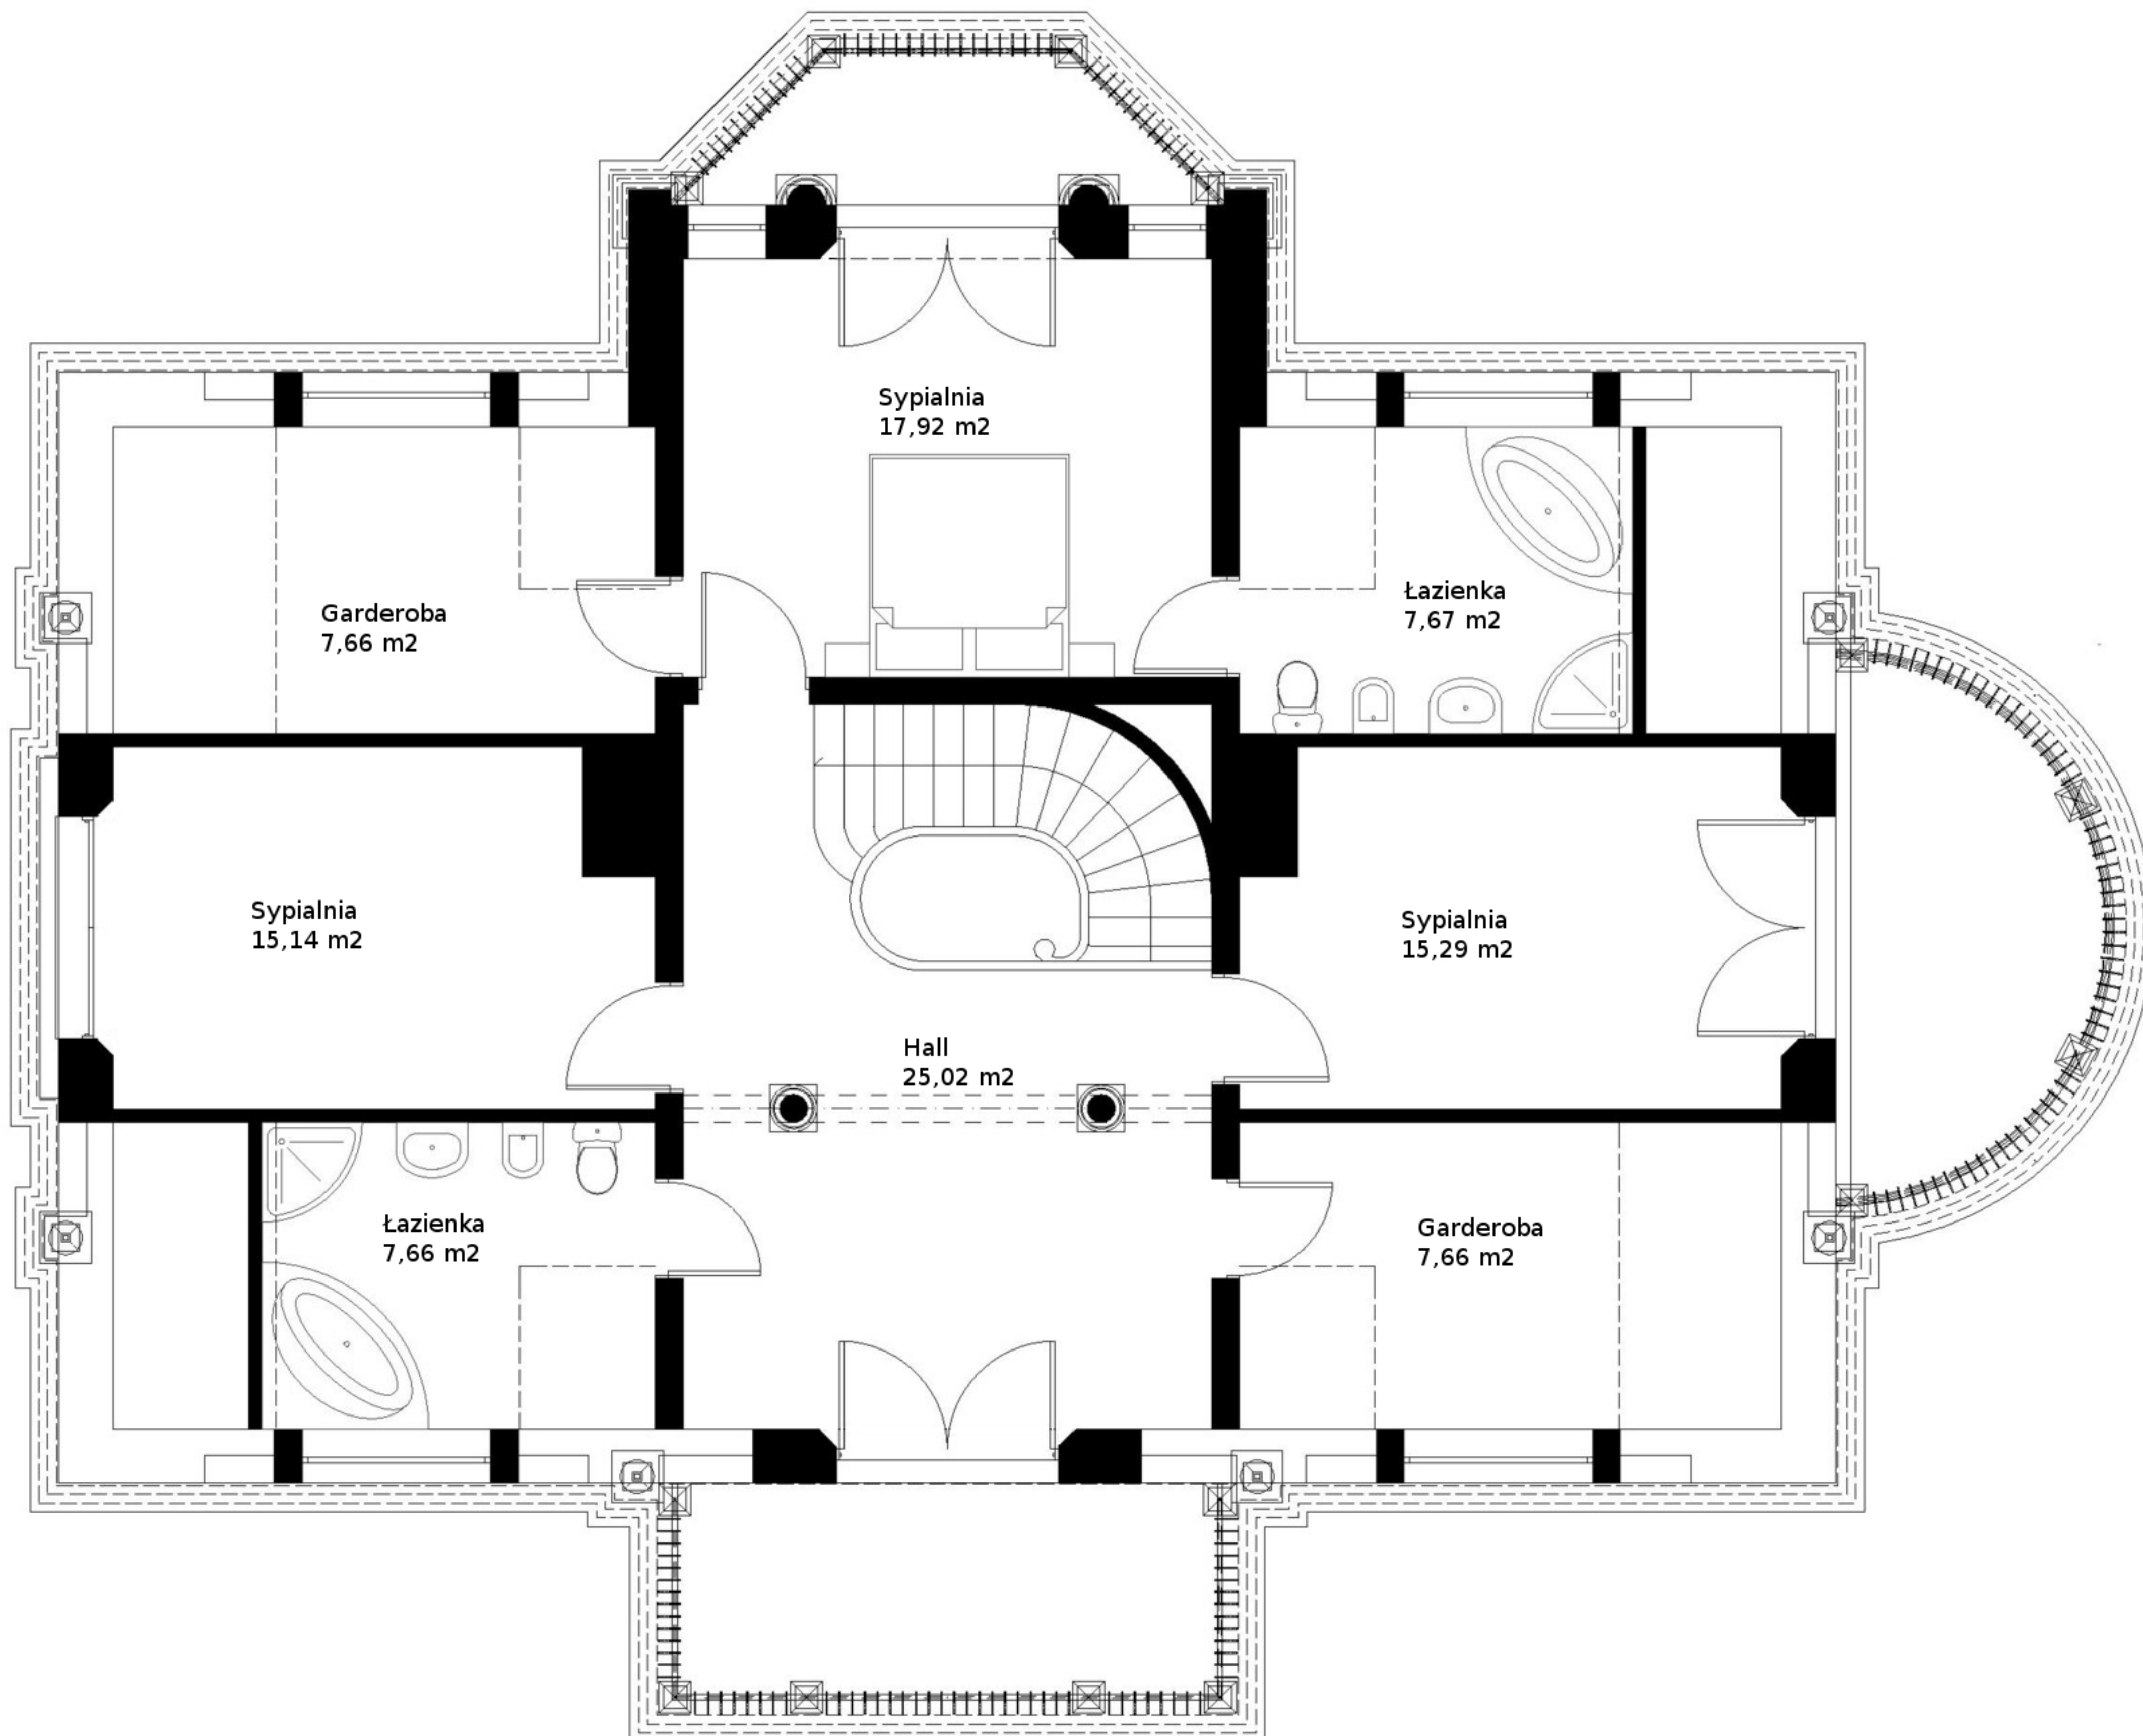 Sypialnia
17,92 m2
Garderoba
7,66 m2
Łazienka
7,67 m2
Sypialnia
15,14 m2
Sypialnia
15,29 m2
Hall
25,02 m2
Łazienka
7,66 m2
Garderoba
7,66 m2